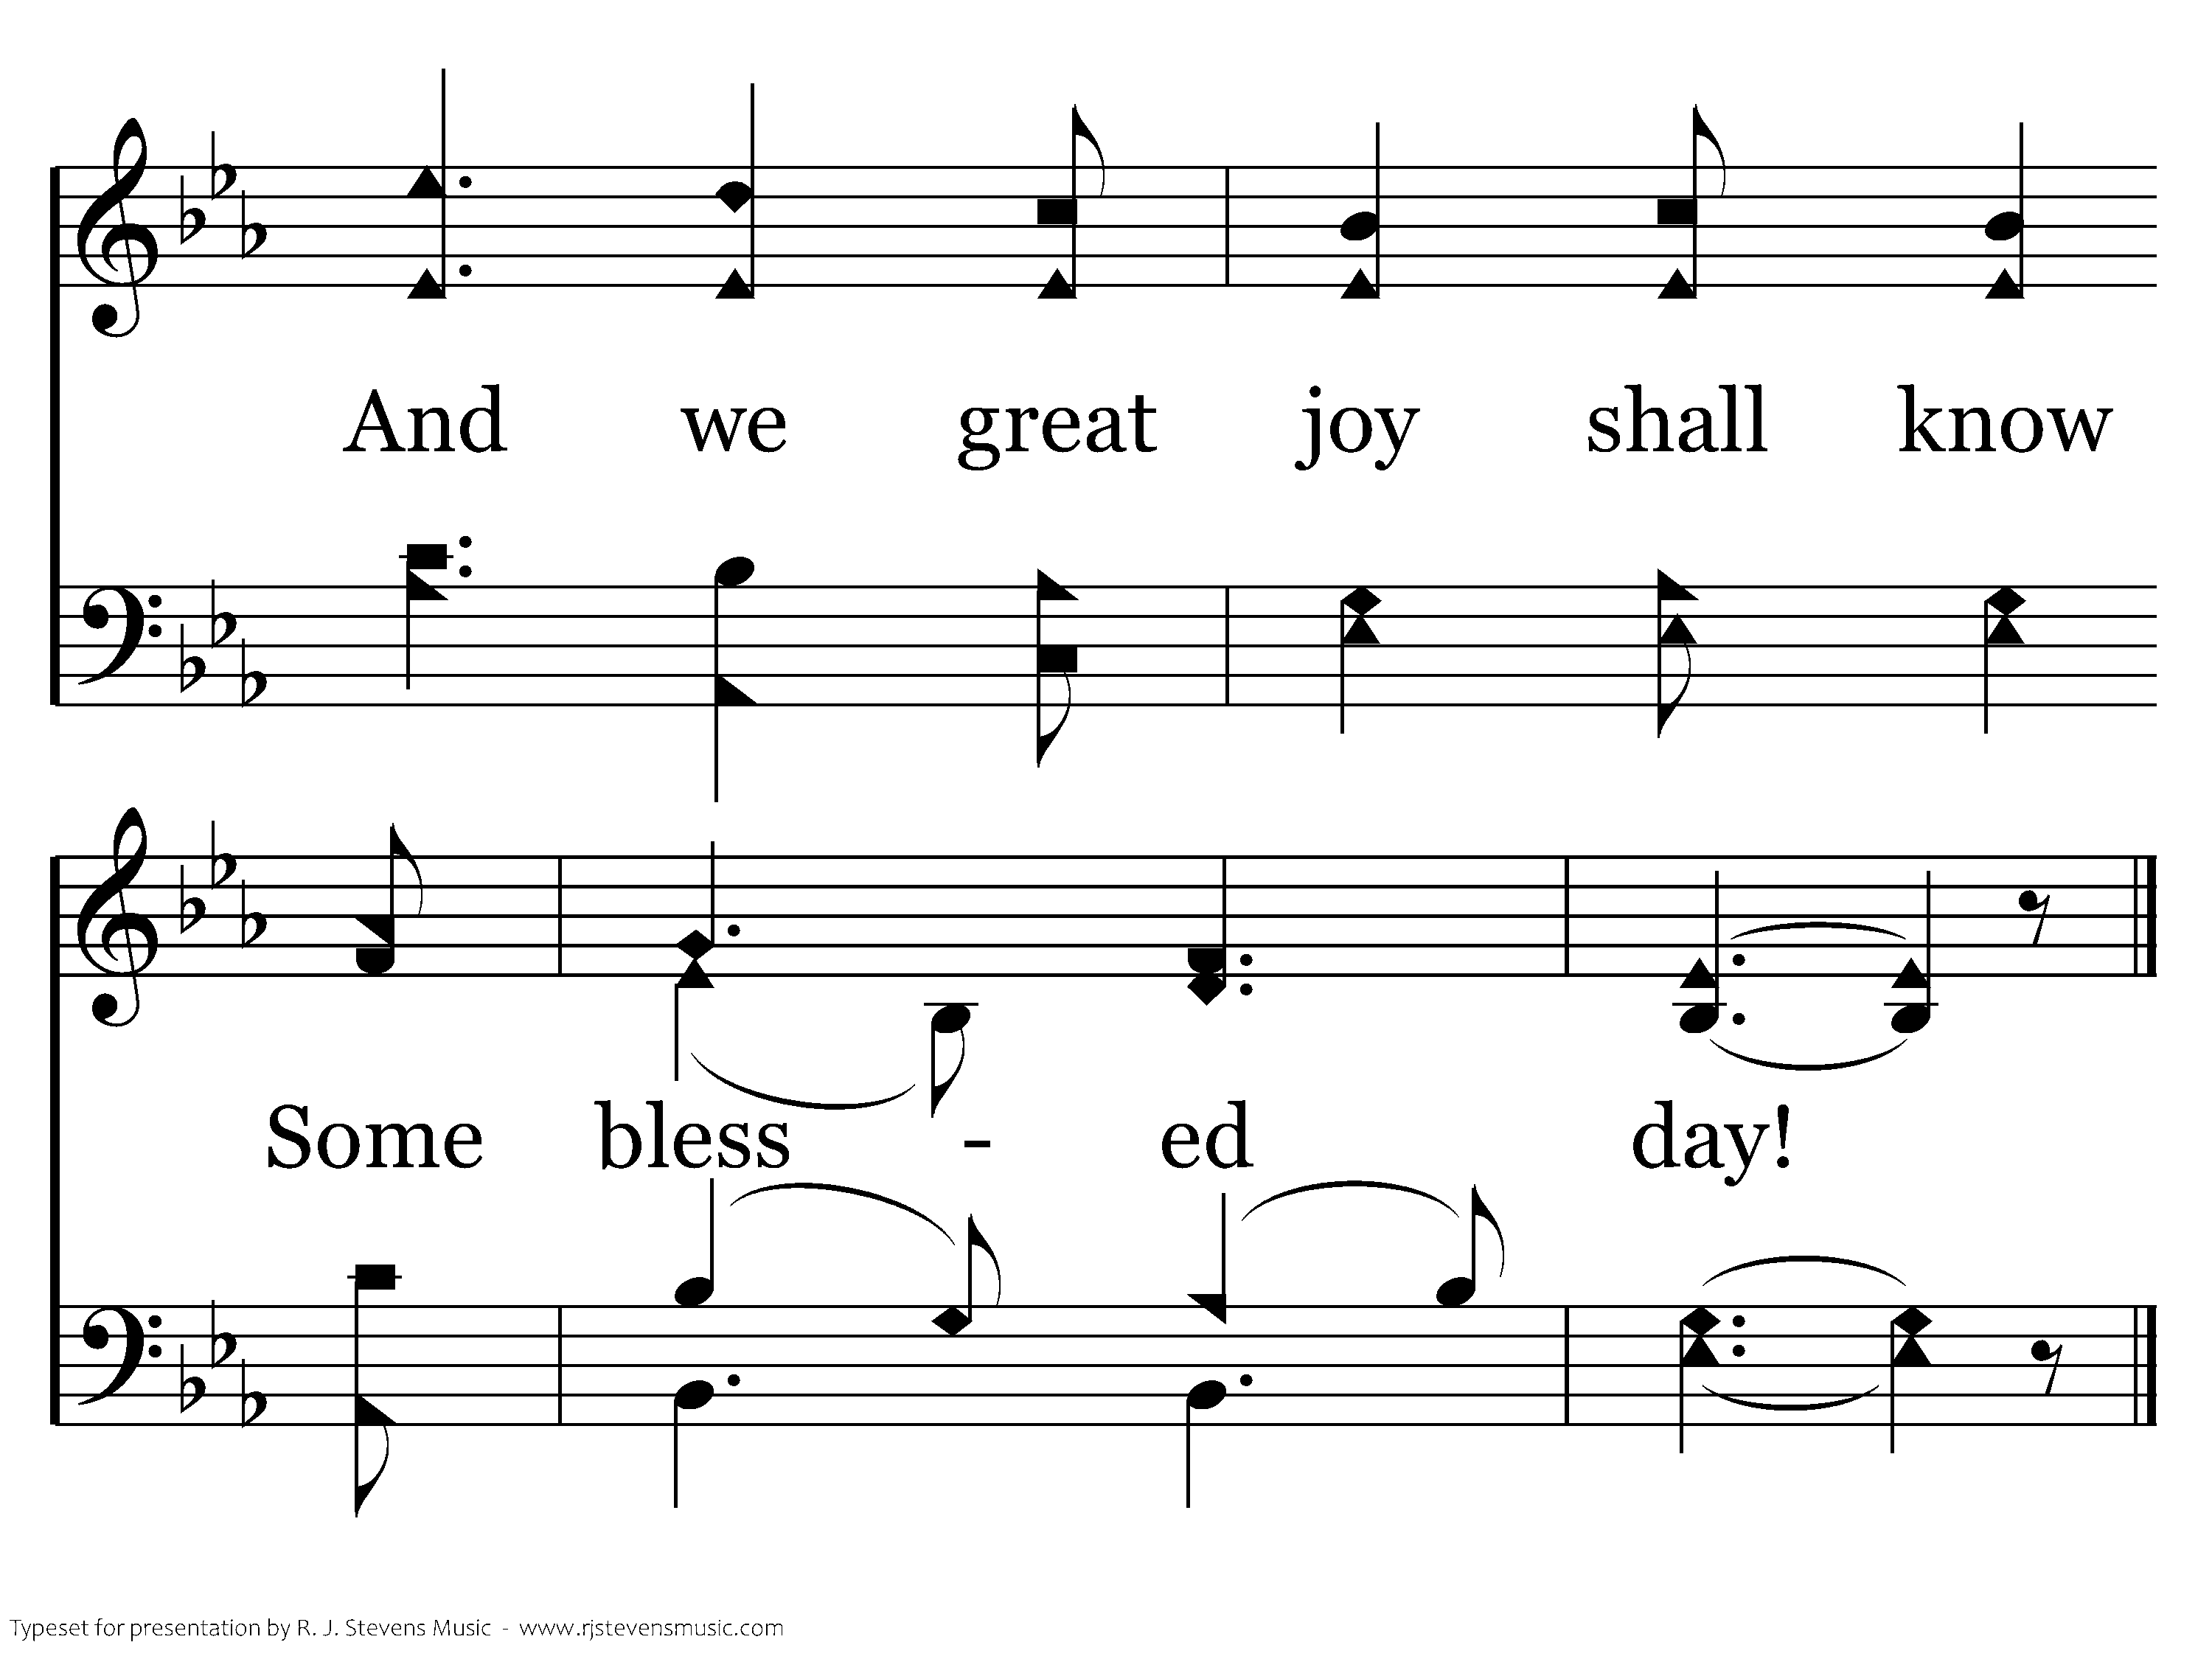 And we great joy shall know
Some bless - ed day!
Typeset for presentation by R. J. Stevens Music - www.rjstevensmusic.com